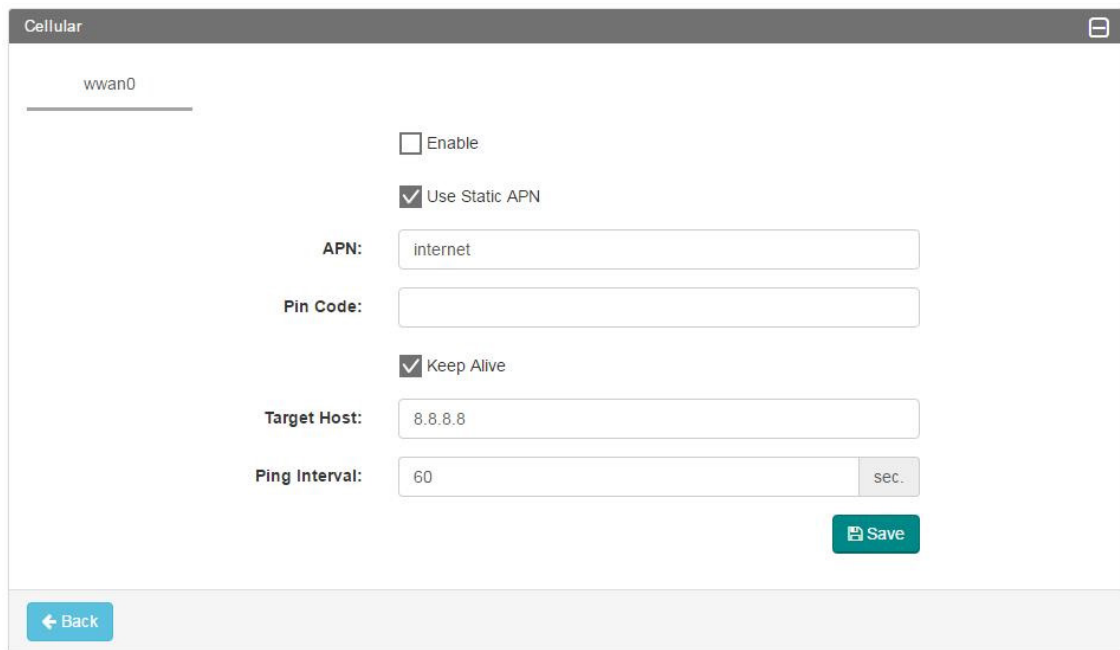 Cellular
wwan0
Enable
Use Static APN
APN: internet
Pin Code:
Keep Alive
Target Host: 8.8.8.8
Ping Interval: 60 sec.
Save
Back